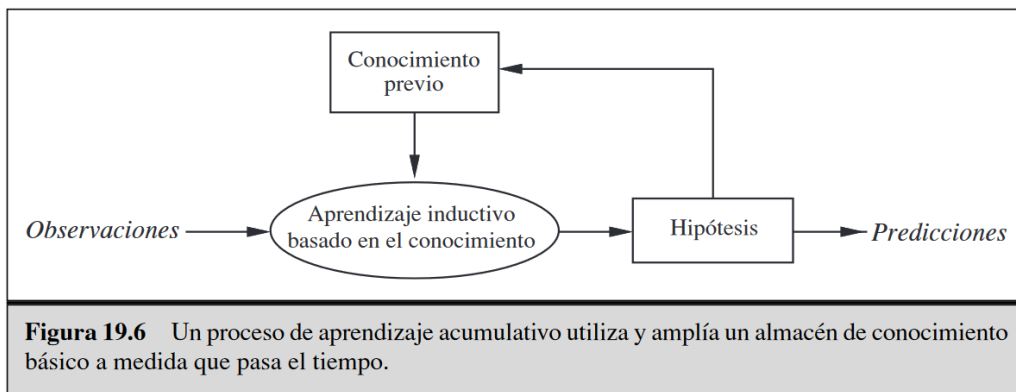 Conocimiento
previo
Observaciones
Aprendizaje inductivo
basado en el conocimiento
Hipótesis
Predicciones
Figura 19.6 Un proceso de aprendizaje acumulativo utiliza y amplía un almacén de conocimiento
básico a medida que pasa el tiempo.